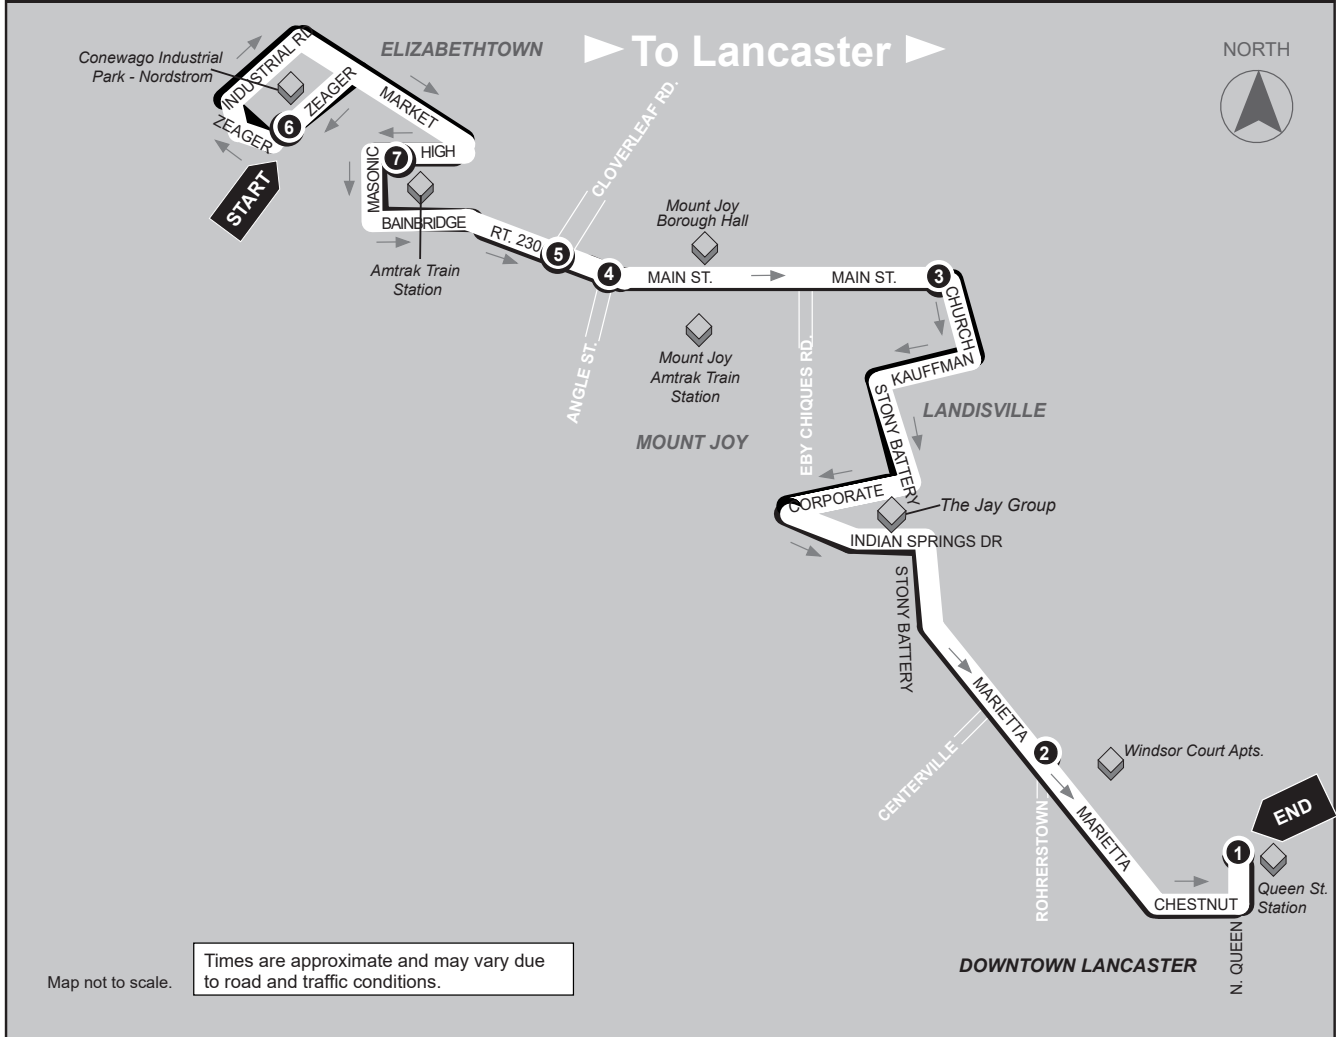 ELIZABETHTOWN
To Lancaster
NORTH
Conewago Industrial
Park - Nordstrom
INDUSTRIAL RD
ZEAGER
ZEAGER
6
START
MARKET
HIGH
7
MASONIC
BAINBRIDGE
Amtrak Train
Station
RT. 230
5
CLOVERLEAF RD.
4
ANGLE ST.
Mount Joy
Borough Hall
MAIN ST.
MAIN ST.
3
Mount Joy
Amtrak Train
Station
MOUNT JOY
EBY CHIQUES RD.
CHURCH
KAUFFMAN
LANDISVILLE
STONY BATTERY
CORPORATE
The Jay Group
INDIAN SPRINGS DR
STONY BATTERY
MARIETTA
CENTERVILLE
2
Windsor Court Apts.
ROHRERSTOWN
MARIETTA
END
1
Queen St.
Station
CHESTNUT
N. QUEEN
DOWNTOWN LANCASTER
Map not to scale.
Times are approximate and may vary due
to road and traffic conditions.